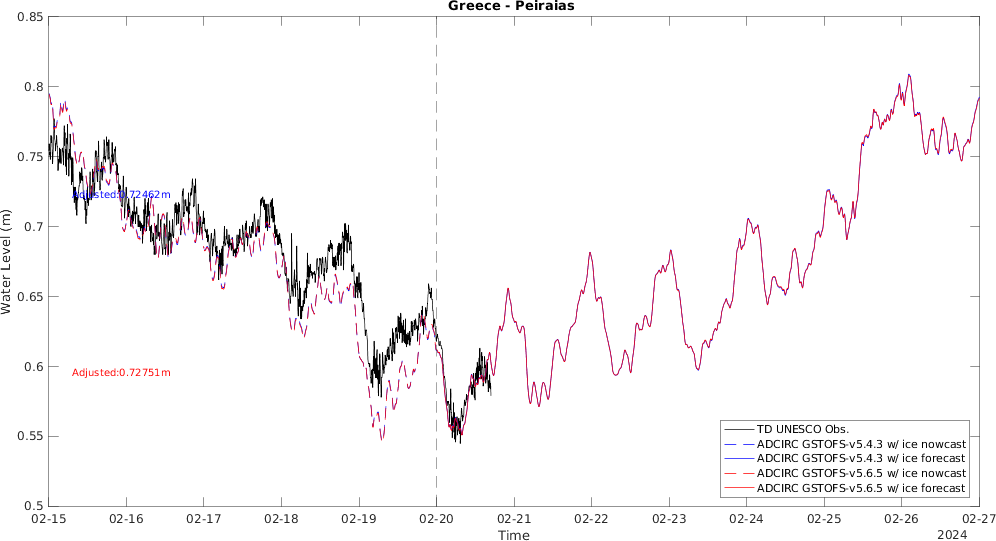 Greece - Peiraias
0.85
0.8
0.75
0.7
0.65
0.6
0.55
0.5
Water Level (m)
Adjusted:0.72462m
Adjusted:0.72751m
TD UNESCO Obs.
ADCIRC GSTOFS-v5.4.3 w/ ice nowcast
ADCIRC GSTOFS-v5.4.3 w/ ice forecast
ADCIRC GSTOFS-v5.6.5 w/ ice nowcast
ADCIRC GSTOFS-v5.6.5 w/ ice forecast
02-15 02-16 02-17 02-18 02-19 02-20 02-21 02-22 02-23 02-24 02-25 02-26 02-27
Time
2024